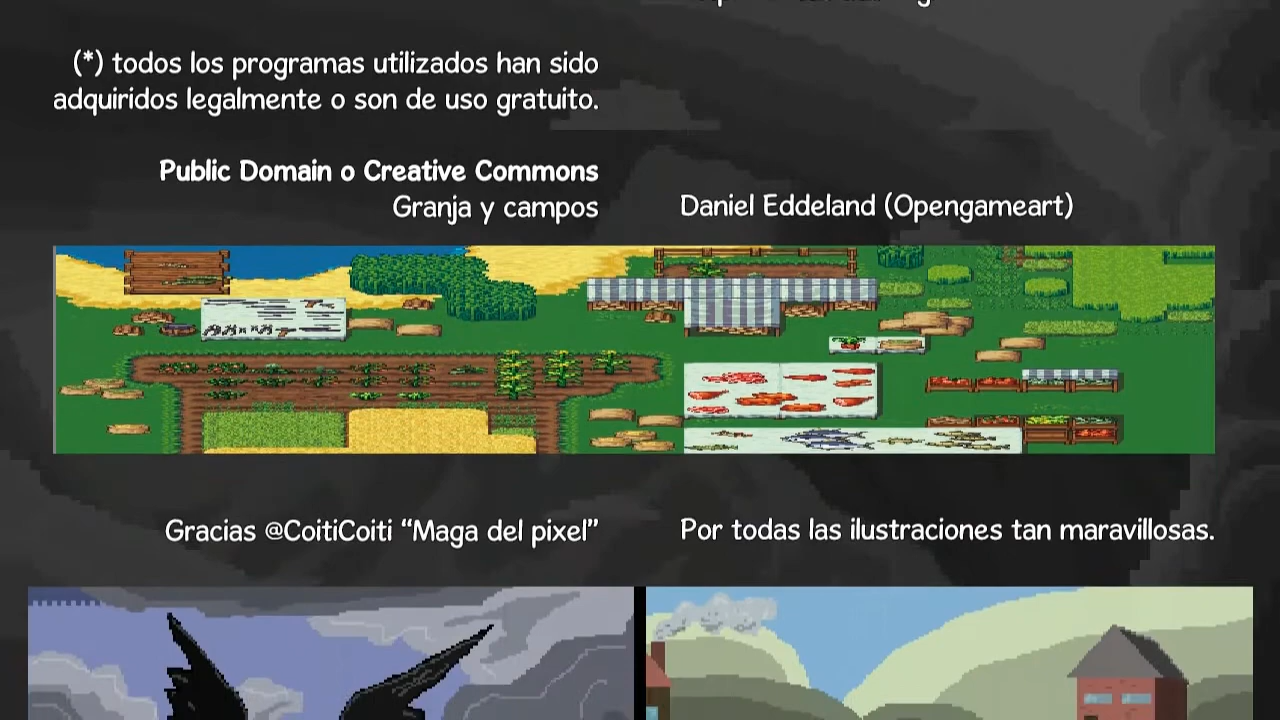 (*) todos los programas utilizados han sido
adquiridos legalmente o son de uso gratuito.
Public Domain o Creative Commons
Granja y campos
Daniel Eddeland (Opengameart)
Gracias @CoitiCoiti “Maga del pixel”
Por todas las ilustraciones tan maravillosas.